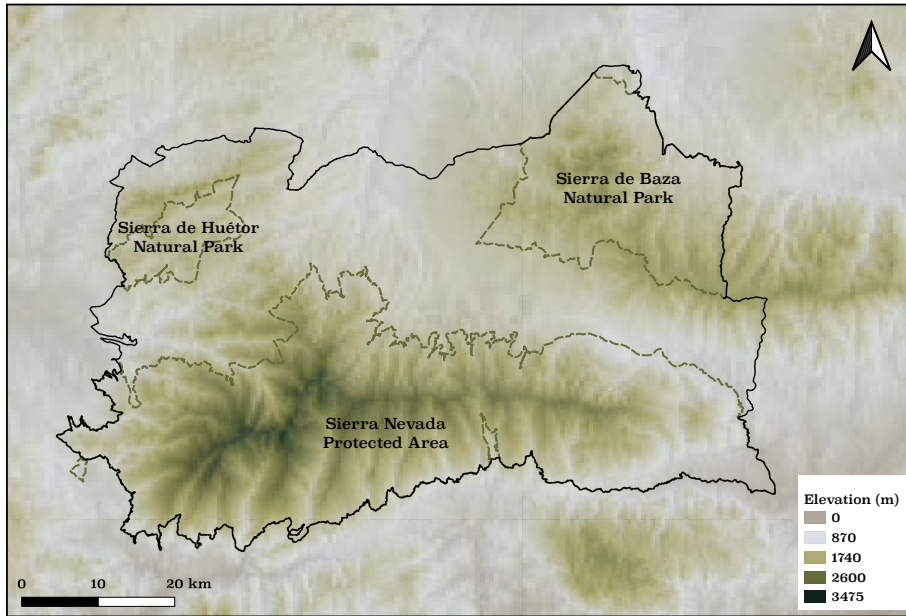 Sierra de Baza
Natural Park
Sierra de Huétor
Natural Park
Sierra Nevada
Protected Area
Elevation (m)
0
870
1740
2600
3475
0 10 20 km